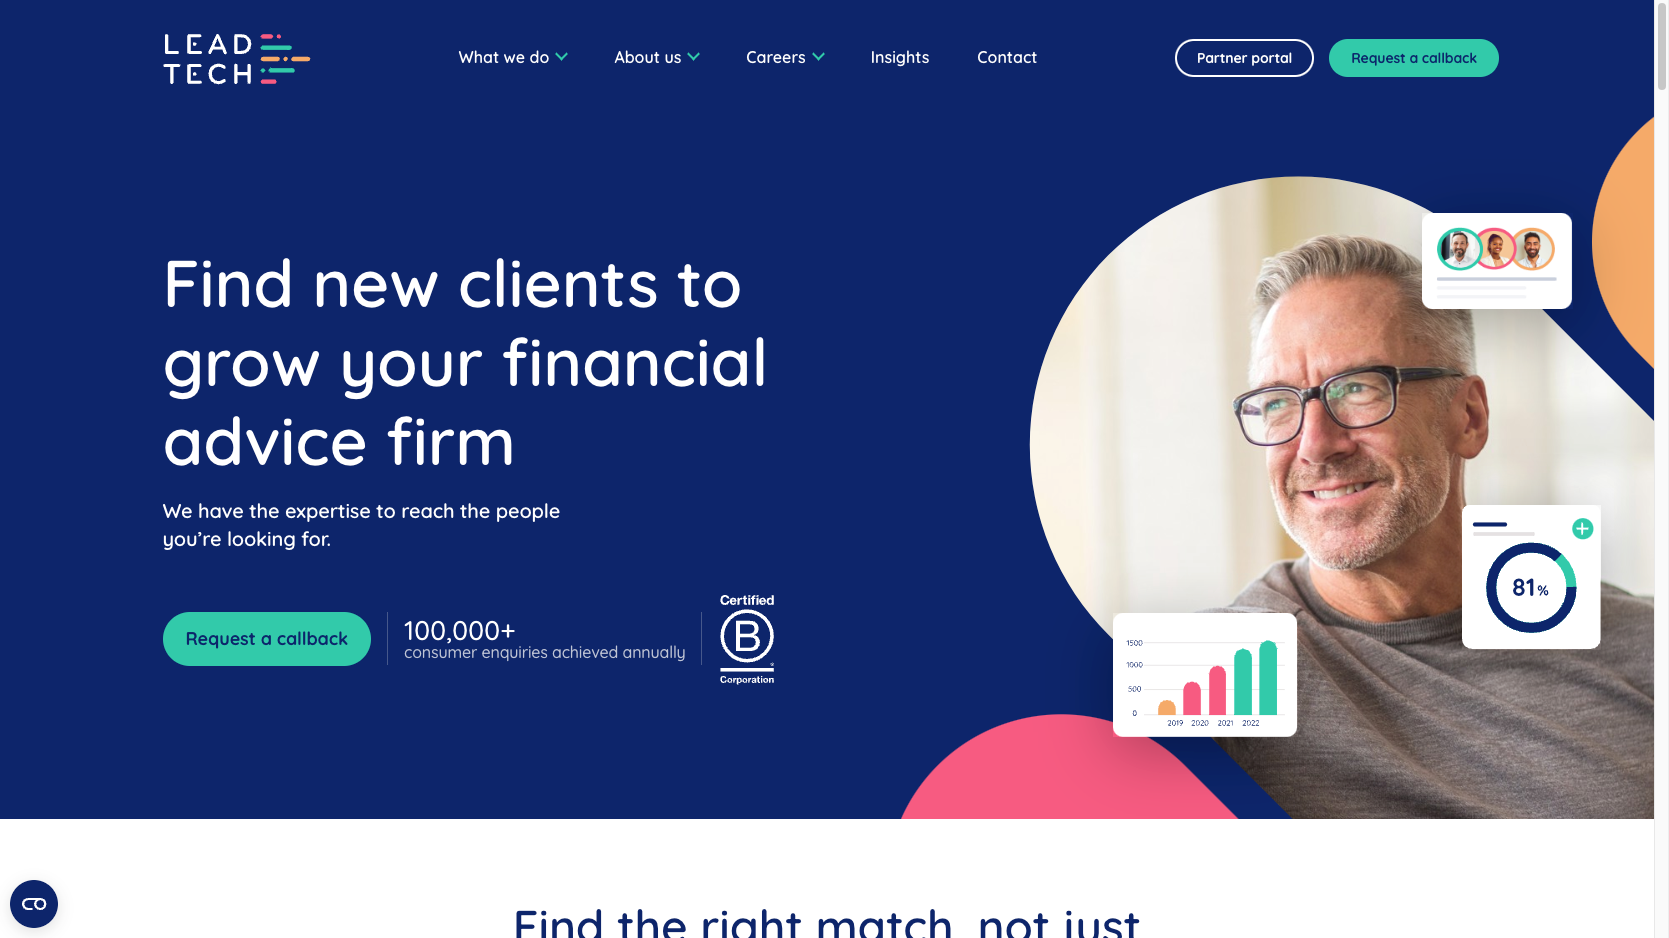 LEAD
TECH
What we do
About us
Careers
Insights
Contact
Partner portal
Request a callback
Find new clients to
grow your financial
advice firm
We have the expertise to reach the people
you’re looking for.
Request a callback
100,000+
consumer enquiries achieved annually
Certified
B
®
Corporation
81%
1500
1000
500
0
2019 2020 2021 2022
Find the right match, not just